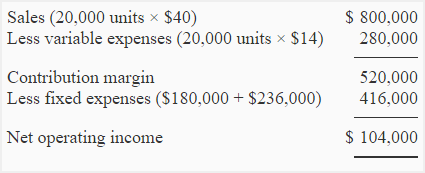 Sales (20,000 units × $40) $ 800,000
Less variable expenses (20,000 units × $14) 280,000
Contribution margin 520,000
Less fixed expenses ($180,000 + $236,000) 416,000
Net operating income $ 104,000